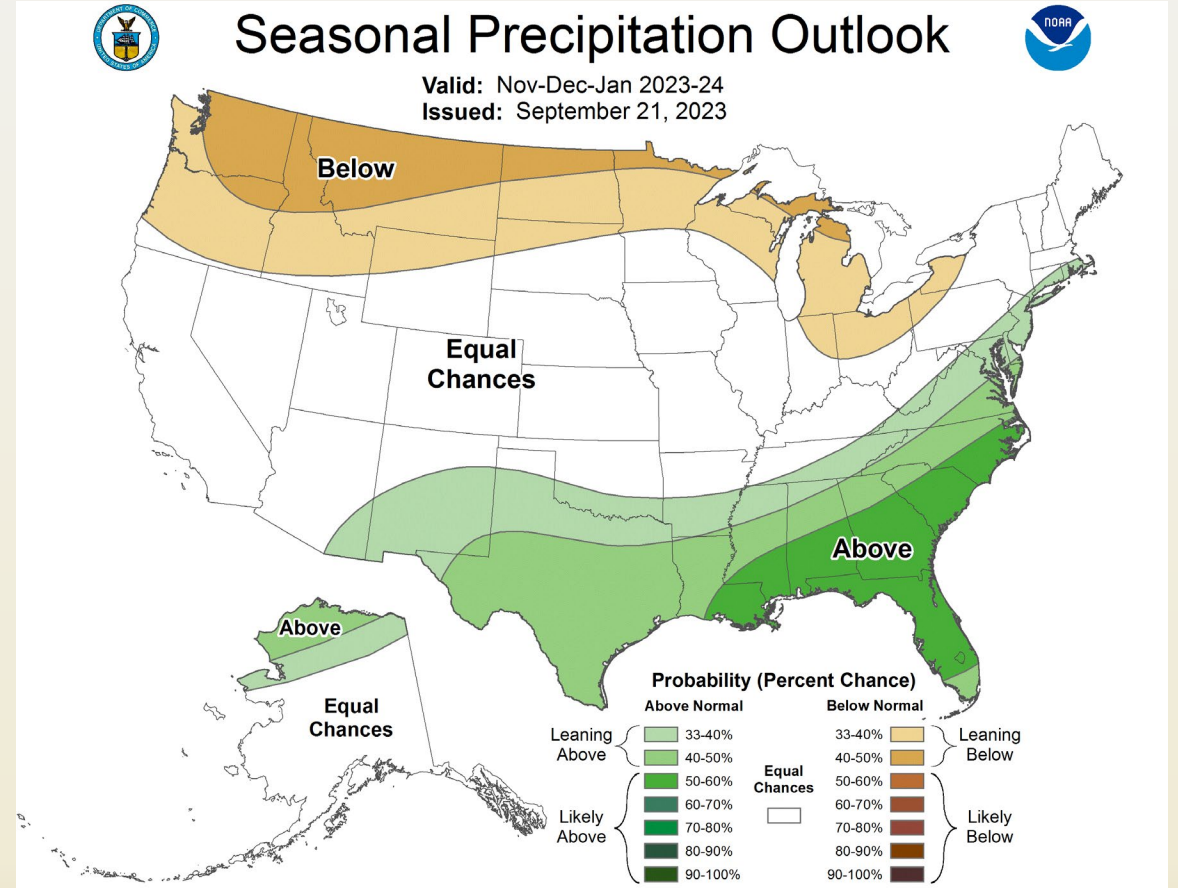 Seasonal Precipitation Outlook
NOAA
Valid: Nov-Dec-Jan 2023-24
Issued: September 21, 2023
Below
Equal
Chances
Above
Above
Equal
Chances
Probability (Percent Chance)
Above Normal
Below Normal
Leaning
Above
33-40%
40-50%
Likely
Above
50-60%
60-70%
70-80%
80-90%
90-100%
Equal
Chances
33-40%
40-50%
Leaning
Below
50-60%
60-70%
70-80%
80-90%
90-100%
Likely
Below